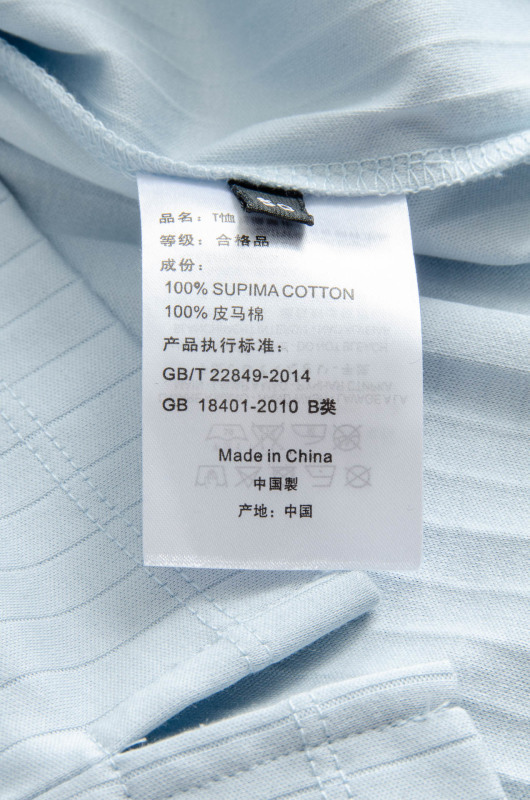 品名：T恤
等级：合格品
成份：
100% SUPIMA COTTON
100% 皮马棉
产品执行标准：
GB/T 22849-2014
GB 18401-2010 B类
Made in China
中国製
产地：中国